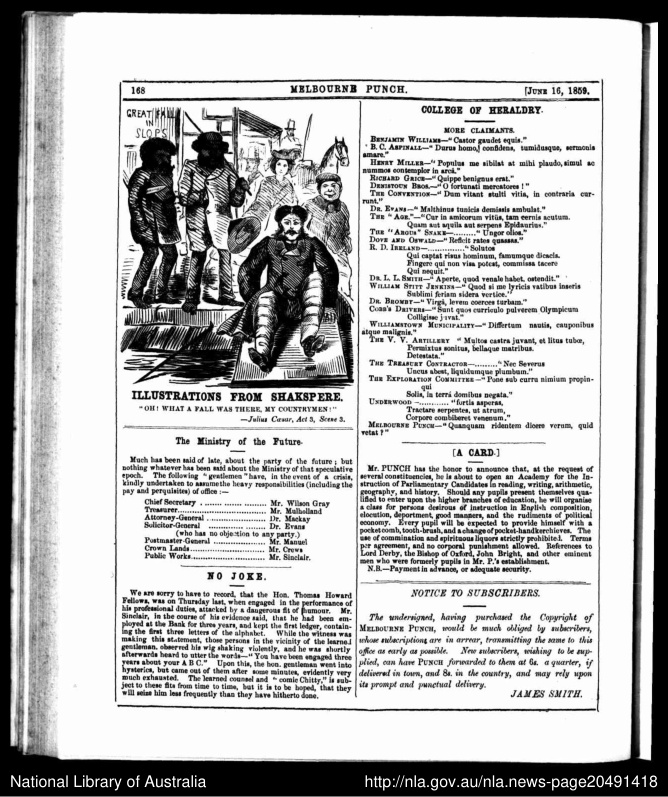 168
MELBOURNE PUNCH.
[JUNE 16, 1859.
GREAT FALL
IN
SLOPS
ILLUSTRATIONS FROM SHAKSPERE.
"OH! WHAT A FALL WAS THERE, MY COUNTRYMEN!"
—Julius Cæsar, Act 3, Scene 3.
The Ministry of the Future.
Much has been said of late, about the party of the future; but
nothing whatever has been said about the Ministry of that speculative
epoch. The following "gentlemen" have, in the event of a crisis,
kindly undertaken to assume the heavy responsibilities (including the
pay and perquisites) of office:—
Chief Secretary ................ Mr. Wilson Gray
Treasurer........................ Mr. Mulholland
Attorney-General ................ Dr. Mackay
Solicitor-General ................ Dr. Evans
(who has no objection to any party.)
Postmaster-General ................ Mr. Manuel
Crown Lands........................ Mr. Crews
Public Works........................ Mr. Sinclair.
NO JOKE.
We are sorry to have to record, that the Hon. Thomas Howard
Fellows, was on Thursday last, when engaged in the performance of
his professional duties, attacked by a dangerous fit of humour. Mr.
Sinclair, in the course of his evidence said, that he had been em-
ployed at the Bank for three years, and kept the first ledger, contain-
ing the first three letters of the alphabet. While the witness was
making this statement, those persons in the vicinity of the learned
gentleman, observed his wig shaking violently, and he was shortly
afterwards heard to utter the words—"You have been engaged three
years about your A B C." Upon this, the hon. gentleman went into
hysterics, but came out of them after some minutes, evidently very
much exhausted. The learned counsel and "comic Chitty," is sub-
ject to these fits from time to time, but it is to be hoped, that they
will seize him less frequently than they have hitherto done.
COLLEGE OF HERALDRY.
MORE CLAIMANTS.
BENJAMIN WILLIAMS—"Castor gaudet equis."
B. C. ASPINALL—"Durus homo, confidens, tumidusque, sermonis
amare."
HENRY MILLER—"Populus me sibilat at mihi plaudo, simul ac
nummos contemplor in arcâ."
RICHARD GRICE—"Quippe benignus erat."
DENISTOUN BROS.—"O fortunati mercatores!"
THE CONVENTION—"Dum vitant stulti vitia, in contraria cur-
runt."
DR. EVANS—"Malthinus tunicis demissis ambulat."
THE "AGE."—"Cur in amicorum vitiis, tam cernis acutum.
Quam aut aquila aut serpens Epidaurius."
THE "ARGUS" SNAKE—........." Ungor olios."
DOVE AND OSWALD—"Reficit rates quassas."
R. D. IRELAND—..............." Solutos
Qui captat risus hominum, famumque dicacis.
Fingere qui non visa potest, commissa tacere
Qui nequit."
DR. L. L. SMITH—"Aperte, quod venale habet. ostendit."
WILLIAM STITT JENKINS—"Quod si me lyricis vatibus inseris
Sublimi feriam sidera vertice."
DR. BROMBY—"Virgâ, levem coerces turbam."
COBB'S DRIVERS—"Sunt quos curriculo pulverem Olympicum
Colligisse juvat."
WILLIAMSTOWN MUNICIPALITY—"Differtum nautis, cauponibus
atque malignis."
THE V. V. ARTILLERY "Multos castra juvant, et litus tubœ,
Permixtus sonitus, bellaque matribus.
Detestata."
THE TREASURY CONTRACTOR—........." Nec Severus
Uncus abest, liquidumque plumbum."
THE EXPLORATION COMMITTEE—"Pone sub curru nimium propin-
qui
Solis, in terrâ domibus negata."
UNDERWOOD —............"fortis asperas,
Tractare serpentes, ut atrum,
Corpore combiberet venenum."
MELBOURNE PUNCH—"Quanquam ridentem dicere verum, quid
vetat?"
[A CARD.]
Mr. PUNCH has the honor to announce that, at the request of
several constituencies, he is about to open an Academy for the In-
struction of Parliamentary Candidates in reading, writing, arithmetic,
geography, and history. Should any pupils present themselves qua-
lified to enter upon the higher branches of education, he will organise
a class for persons desirous of instruction in English composition,
elocution, deportment, good manners, and the rudiments of political
economy. Every pupil will be expected to provide himself with a
pocket comb, tooth-brush, and a change of pocket-handkerchieves. The
use of commination and spirituous liquors strictly prohibited. Terms
per agreement, and no corporal punishment allowed. References to
Lord Derby, the Bishop of Oxford, John Bright, and other eminent
men who were formerly pupils in Mr. P.'s establishment.
N.B.—Payment in advance, or adequate security.
NOTICE TO SUBSCRIBERS.
The undersigned, having purchased the Copyright of
MELBOURNE PUNCH, would be much obliged by subscribers,
whose subscriptions are in arrear, transmitting the same to this
office as early as possible. New subscribers, wishing to be sup-
plied, can have PUNCH forwarded to them at 6s. a quarter, if
delivered in town, and 8s. in the country, and may rely upon
its prompt and punctual delivery.
JAMES SMITH.
National Library of Australia
http://nla.gov.au/nla.news-page20491418